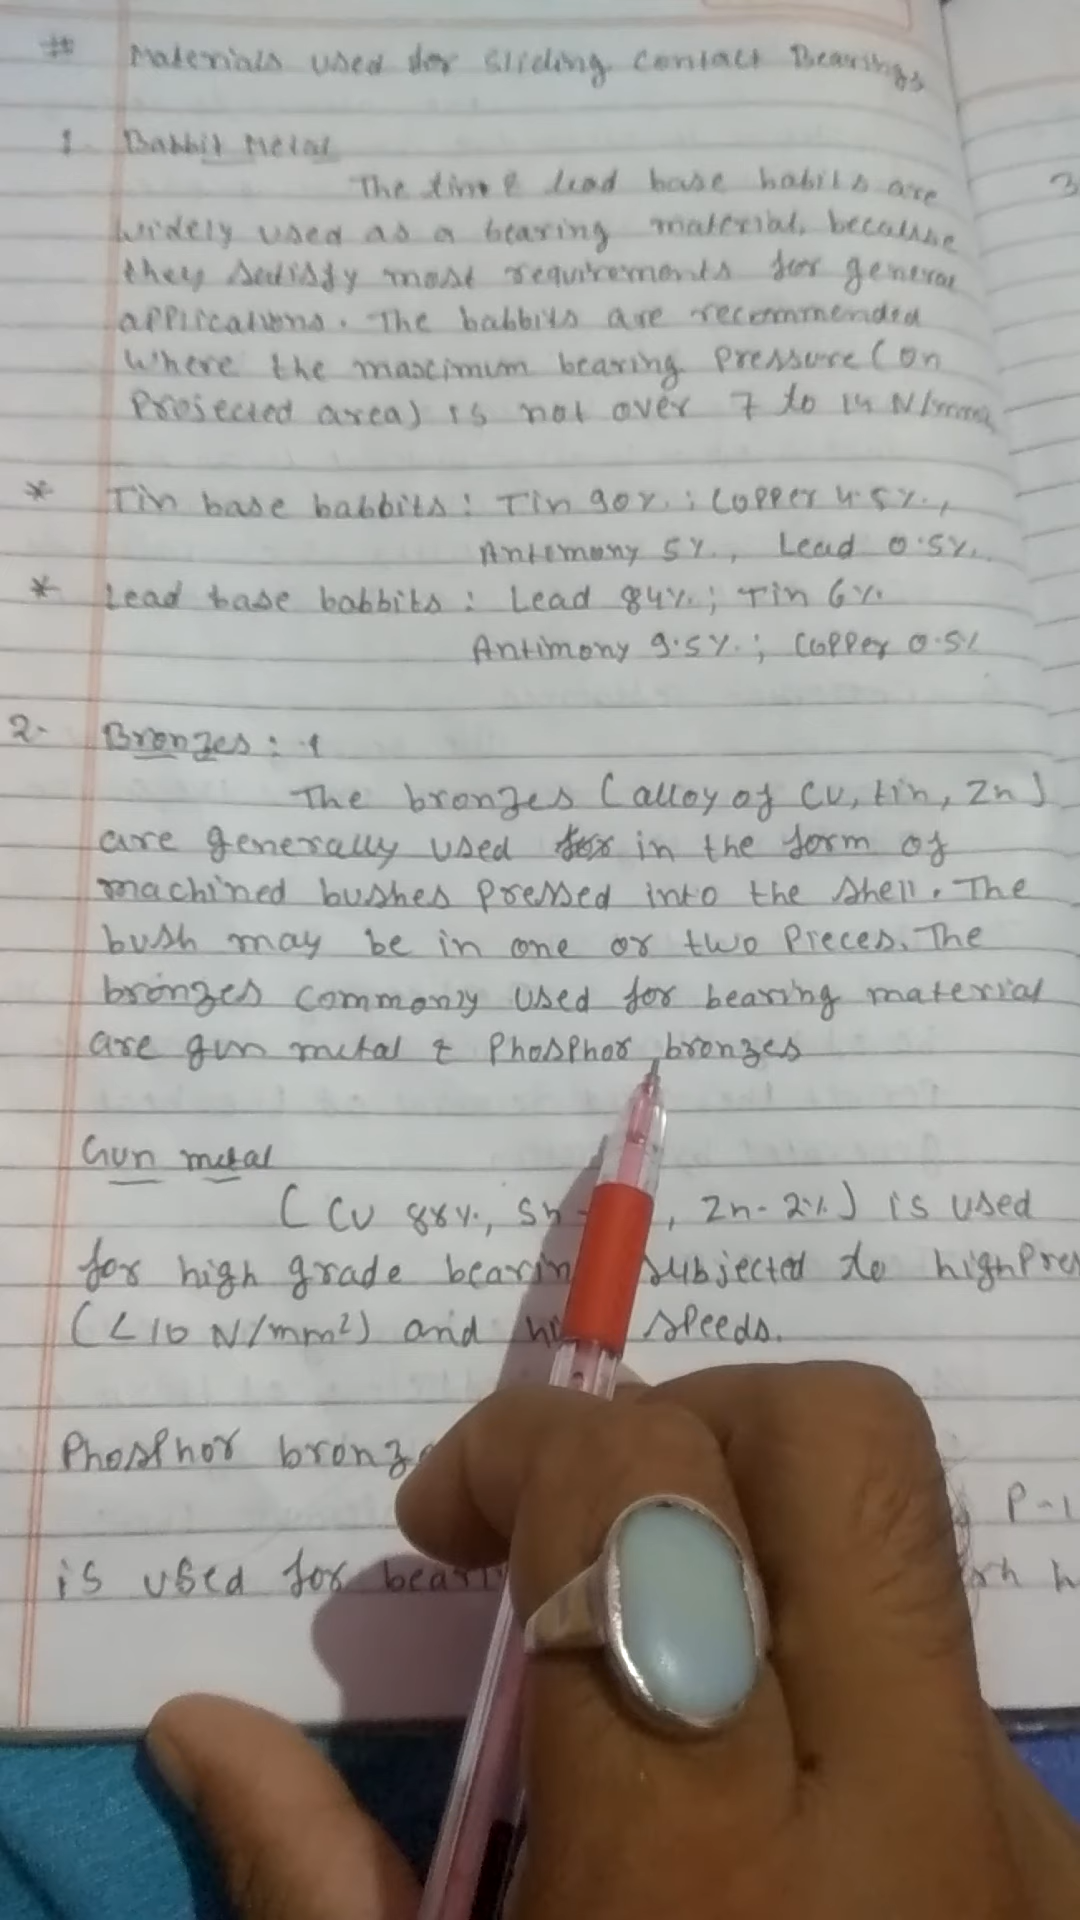 # Materials used for sliding contact Bearings
1. Babbit Metal
The tin & lead base babits are
widely used as a bearing material, because
they satisfy most requirements for general
applications. The babbits are recommended
Where the maximum bearing Pressure (on
Projected area) is not over 7 to 14 N/mm2
* Tin base babbits : Tin 90%. ; Copper 4.5%.,
Antimony 5%., Lead 0.5%.
* Lead base babbits : Lead 84%. ; Tin 6%.
Antimony 9.5%. ; Copper 0.5%
2. Bronzes : -1
The bronzes (alloy of Cu, tin, Zn)
are generally used in the form of
machined bushes Pressed into the shell. The
bush may be in one or two Pieces. The
bronzes commonly used for bearing material
are gun metal & Phosphor bronzes
Gun metal
(Cu 88%., Sn- , Zn-2%.) is used
for high grade subjected to high Pres
(<10 N/mm²) and speeds.
Phosphor
P-1
is used for